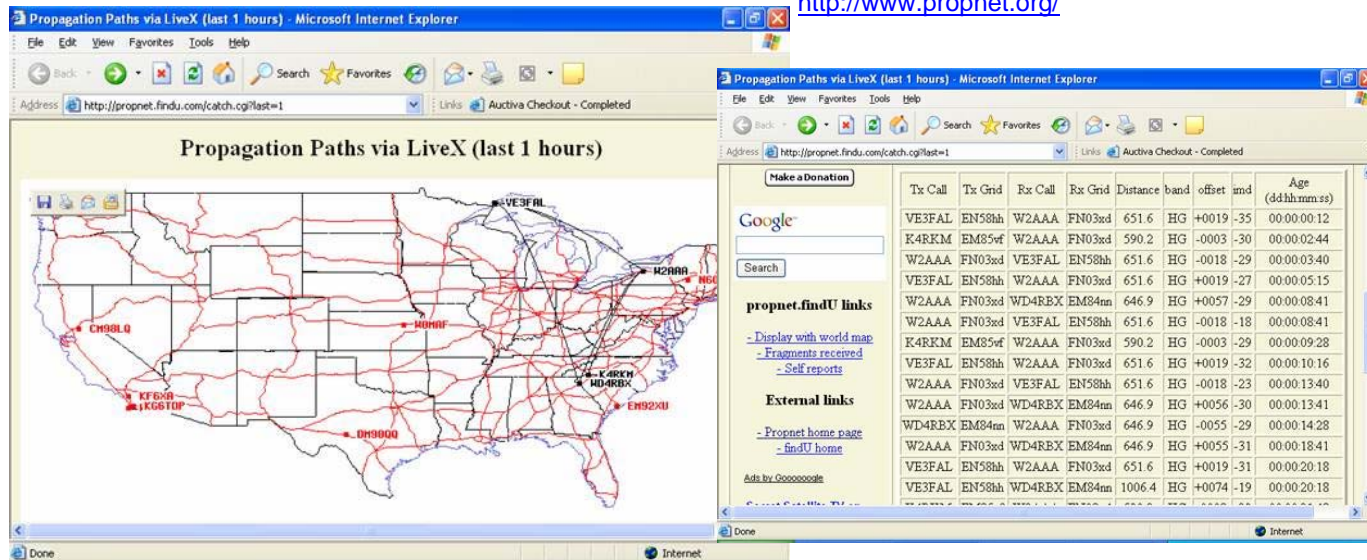 http://www.propnet.org/
Propagation Paths via LiveX (last 1 hours) - Microsoft Internet Explorer
File Edit View Favorites Tools Help
Back Search Favorites
Address http://propnet.findu.com/catch.cgi?last=1 Links Auctiva Checkout - Completed
Propagation Paths via LiveX (last 1 hours)
VE3FAL
W2AAA
N6O
CM98LQ
W0MAF
K4RKM
WD4RBX
KF6XA
KG6TOP
EM92XU
DM90QQ
Done Internet
Propagation Paths via LiveX (last 1 hours) - Microsoft Internet Explorer
File Edit View Favorites Tools Help
Back Search Favorites
Address http://propnet.findu.com/catch.cgi?last=1 Links Auctiva Checkout - Completed
Make a Donation
Google
Search
propnet.findU links
- Display with world map
- Fragments received
- Self reports
External links
- Propnet home page
- findU home
Ads by Goooooogle
Tx Call Tx Grid Rx Call Rx Grid Distance band offset imd Age (dd:hh:mm:ss)
VE3FAL EN58hh W2AAA FN03xd 651.6 HG +0019 -35 00:00:00:12
K4RKM EM85vf W2AAA FN03xd 590.2 HG -0003 -30 00:00:02:44
W2AAA FN03xd VE3FAL EN58hh 651.6 HG -0018 -29 00:00:03:40
VE3FAL EN58hh W2AAA FN03xd 651.6 HG +0019 -27 00:00:05:15
W2AAA FN03xd WD4RBX EM84nn 646.9 HG +0057 -29 00:00:08:41
W2AAA FN03xd VE3FAL EN58hh 651.6 HG -0018 -18 00:00:08:41
K4RKM EM85vf W2AAA FN03xd 590.2 HG -0003 -29 00:00:09:28
VE3FAL EN58hh W2AAA FN03xd 651.6 HG +0019 -32 00:00:10:16
W2AAA FN03xd VE3FAL EN58hh 651.6 HG -0018 -23 00:00:13:40
W2AAA FN03xd WD4RBX EM84nn 646.9 HG +0056 -30 00:00:13:41
WD4RBX EM84nn W2AAA FN03xd 646.9 HG -0055 -29 00:00:14:28
W2AAA FN03xd WD4RBX EM84nn 646.9 HG +0055 -31 00:00:18:41
VE3FAL EN58hh W2AAA FN03xd 651.6 HG +0019 -31 00:00:20:18
VE3FAL EN58hh WD4RBX EM84nn 1006.4 HG +0074 -19 00:00:20:18
Done Internet